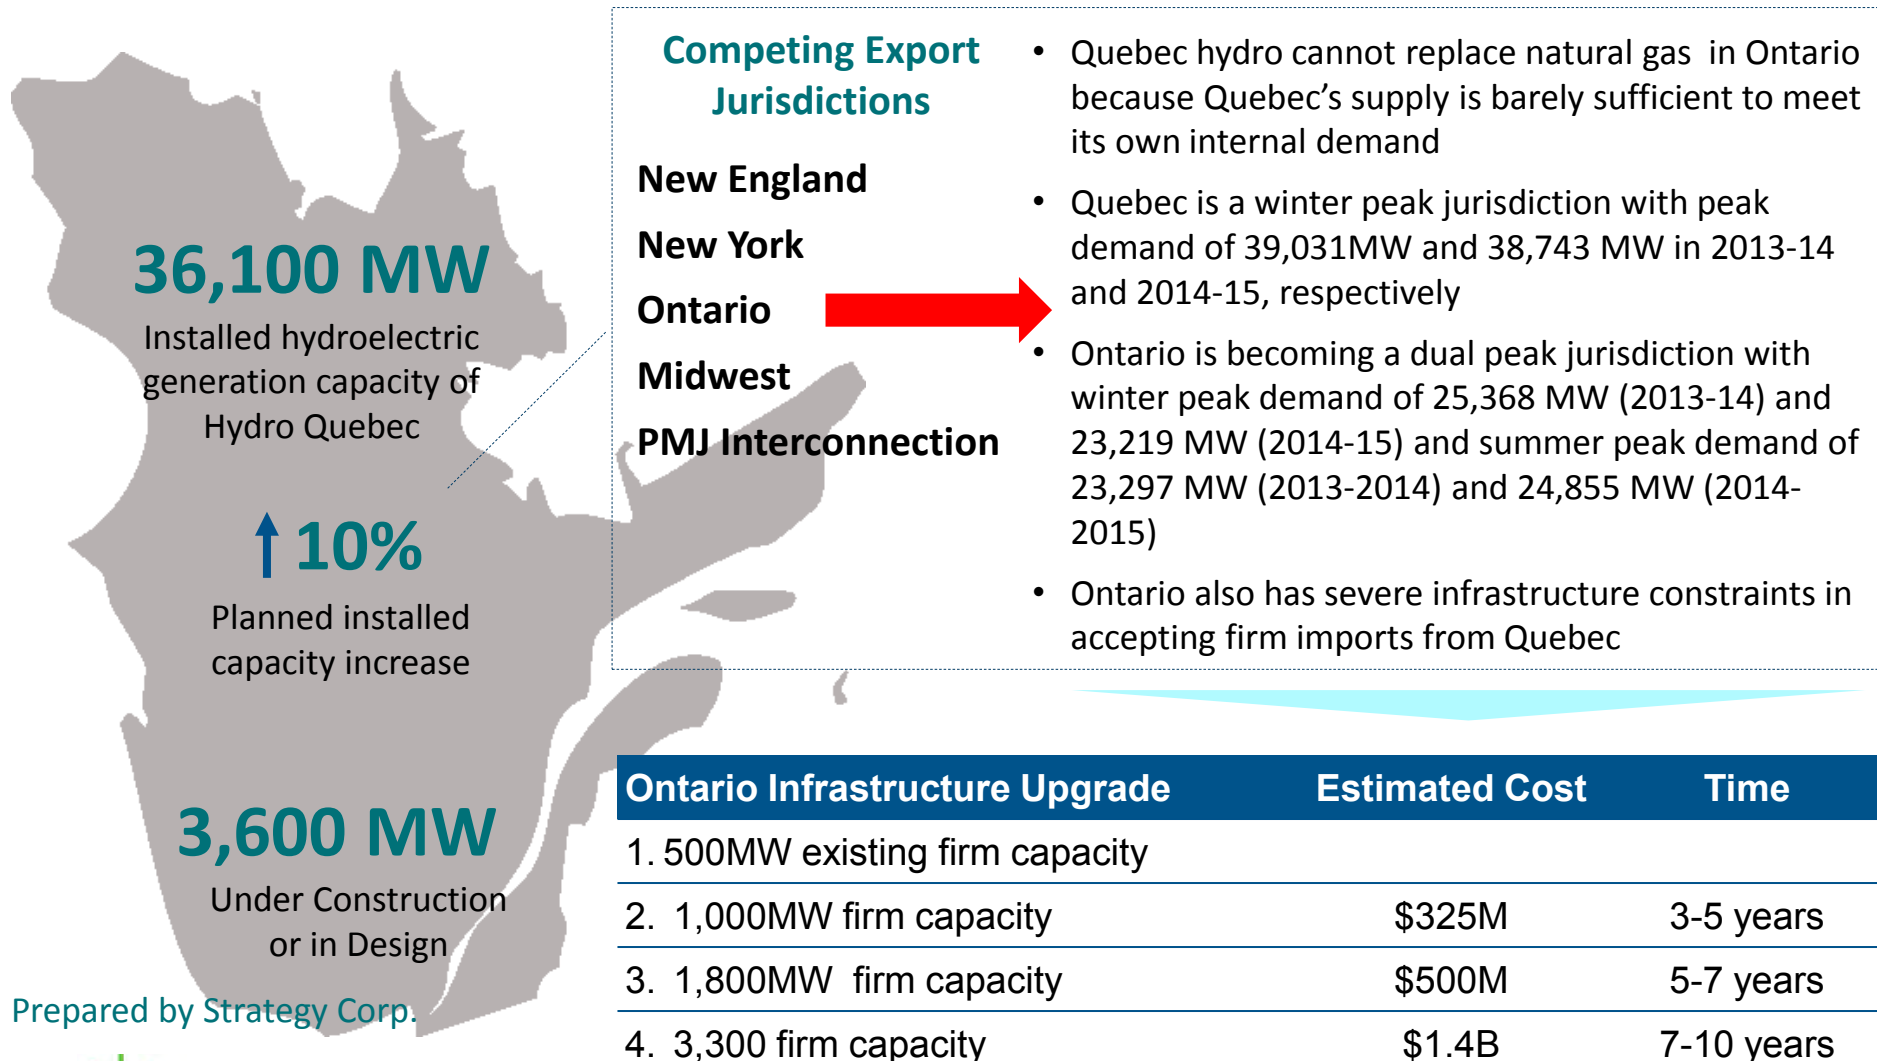 36,100 MW
Installed hydroelectric
generation capacity of
Hydro Quebec
10%
Planned installed
capacity increase
3,600 MW
Under Construction
or in Design
Prepared by Strategy Corp.
Competing Export
Jurisdictions
New England
New York
Ontario
Midwest
PMJ Interconnection
• Quebec hydro cannot replace natural gas in Ontario
because Quebec's supply is barely sufficient to meet
its own internal demand
• Quebec is a winter peak jurisdiction with peak
demand of 39,031MW and 38,743 MW in 2013-14
and 2014-15, respectively
• Ontario is becoming a dual peak jurisdiction with
winter peak demand of 25,368 MW (2013-14) and
23,219 MW (2014-15) and summer peak demand of
23,297 MW (2013-2014) and 24,855 MW (2014-
2015)
• Ontario also has severe infrastructure constraints in
accepting firm imports from Quebec
Ontario Infrastructure Upgrade Estimated Cost Time
1. 500MW existing firm capacity
2. 1,000MW firm capacity $325M 3-5 years
3. 1,800MW firm capacity $500M 5-7 years
4. 3,300 firm capacity $1.4B 7-10 years